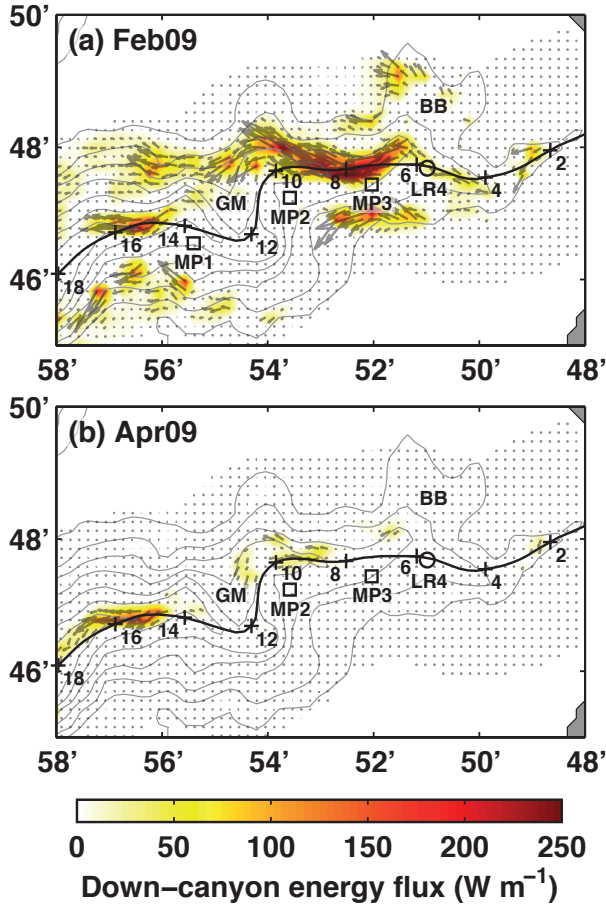 50'
(a) Feb09
BB
48'
2
10
8
6
LR4
4
GM
MP2
MP3
16
14
12
MP1
46'
18
58' 56' 54' 52' 50' 48'
50'
(b) Apr09
BB
48'
2
10
8
6
LR4
4
GM
MP2
MP3
16
14
12
46'
18
58' 56' 54' 52' 50' 48'
0 50 100 150 200 250
Down−canyon energy flux (W m⁻¹)